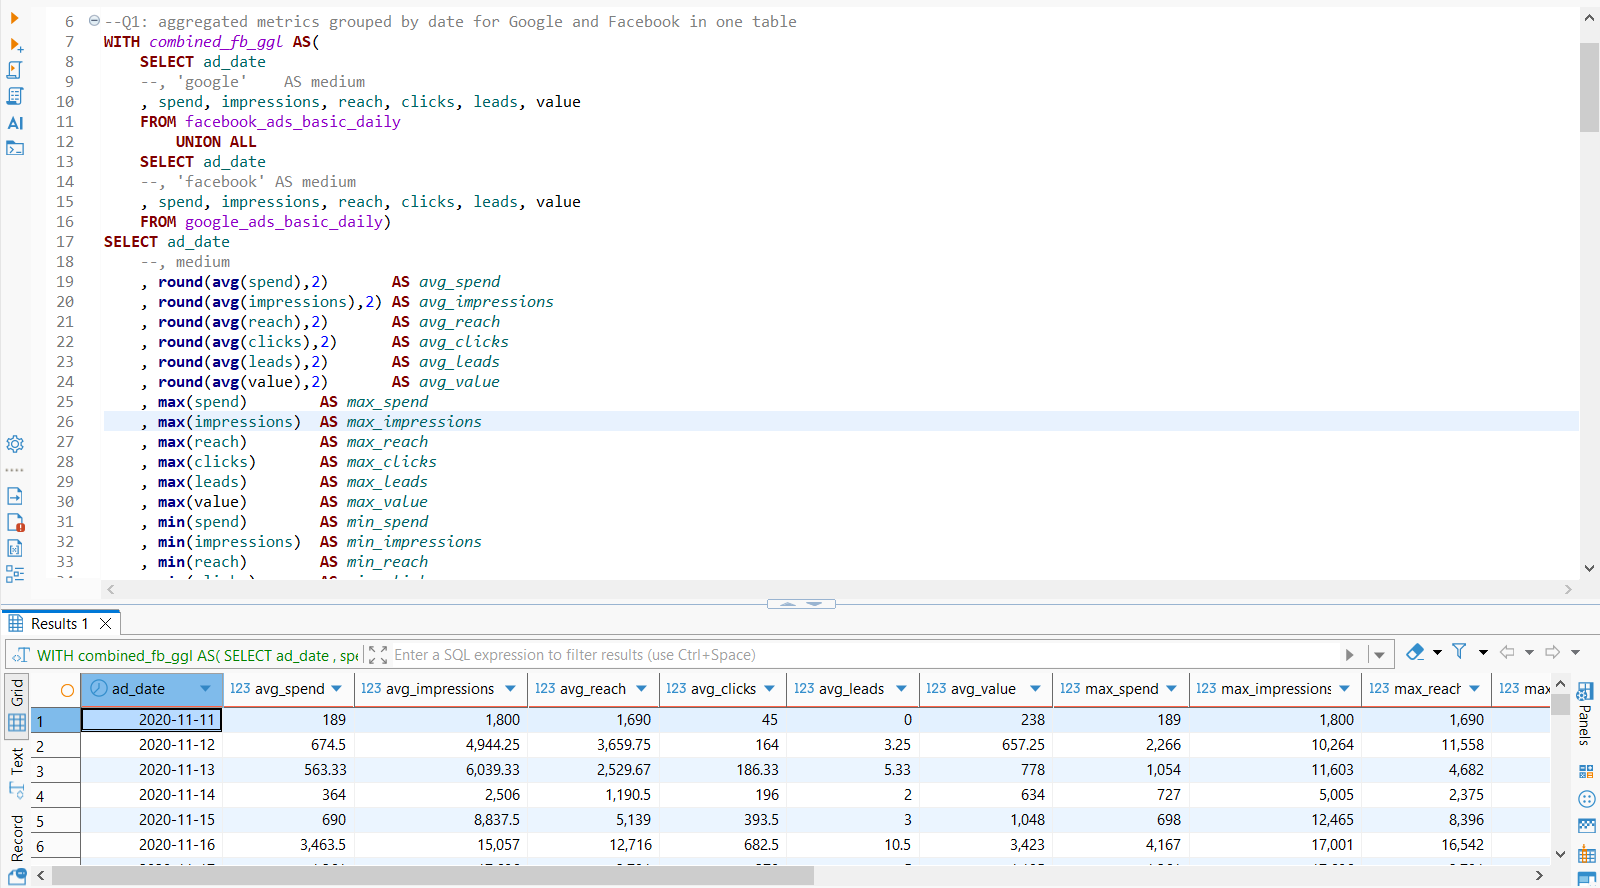 6 --Q1: aggregated metrics grouped by date for Google and Facebook in one table
7 WITH combined_fb_ggl AS(
8 SELECT ad_date
9 --, 'google'    AS medium
10 , spend, impressions, reach, clicks, leads, value
11 FROM facebook_ads_basic_daily
12 UNION ALL
13 SELECT ad_date
14 --, 'facebook' AS medium
15 , spend, impressions, reach, clicks, leads, value
16 FROM google_ads_basic_daily)
17 SELECT ad_date
18 --, medium
19 , round(avg(spend),2)       AS avg_spend
20 , round(avg(impressions),2) AS avg_impressions
21 , round(avg(reach),2)       AS avg_reach
22 , round(avg(clicks),2)      AS avg_clicks
23 , round(avg(leads),2)       AS avg_leads
24 , round(avg(value),2)       AS avg_value
25 , max(spend)        AS max_spend
26 , max(impressions)  AS max_impressions
27 , max(reach)        AS max_reach
28 , max(clicks)       AS max_clicks
29 , max(leads)        AS max_leads
30 , max(value)        AS max_value
31 , min(spend)        AS min_spend
32 , min(impressions)  AS min_impressions
33 , min(reach)        AS min_reach
AI
Results 1
WITH combined_fb_ggl AS( SELECT ad_date , spe
Enter a SQL expression to filter results (use Ctrl+Space)
Grid
Text
Record
Panels
ad_date 123 avg_spend 123 avg_impressions 123 avg_reach 123 avg_clicks 123 avg_leads 123 avg_value 123 max_spend 123 max_impressions 123 max_reach 123 max
1 2020-11-11 189 1,800 1,690 45 0 238 189 1,800 1,690
2 2020-11-12 674.5 4,944.25 3,659.75 164 3.25 657.25 2,266 10,264 11,558
3 2020-11-13 563.33 6,039.33 2,529.67 186.33 5.33 778 1,054 11,603 4,682
4 2020-11-14 364 2,506 1,190.5 196 2 634 727 5,005 2,375
5 2020-11-15 690 8,837.5 5,139 393.5 3 1,048 698 12,465 8,396
6 2020-11-16 3,463.5 15,057 12,716 682.5 10.5 3,423 4,167 17,001 16,542